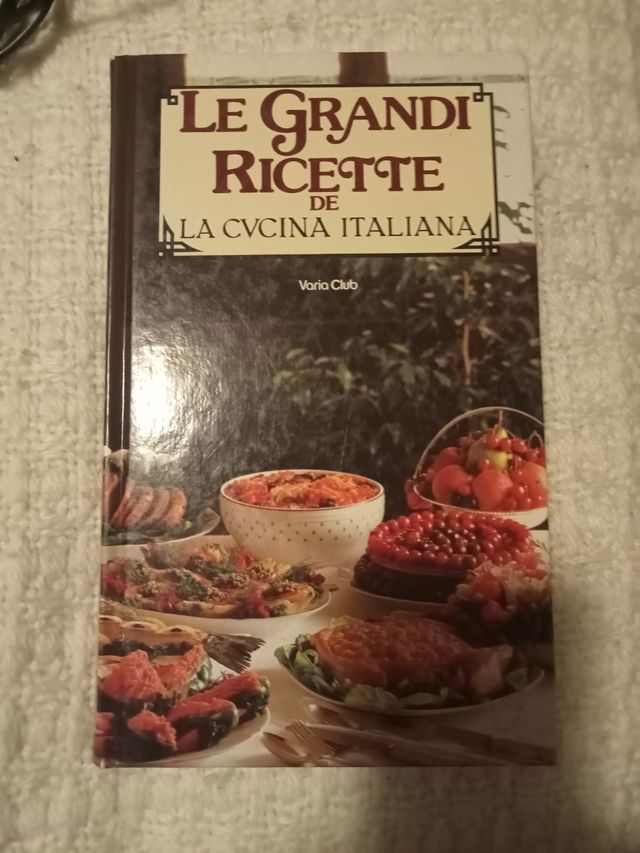 LE GRANDI
RICETTE
DE
LA CVCINA ITALIANA
Varia Club